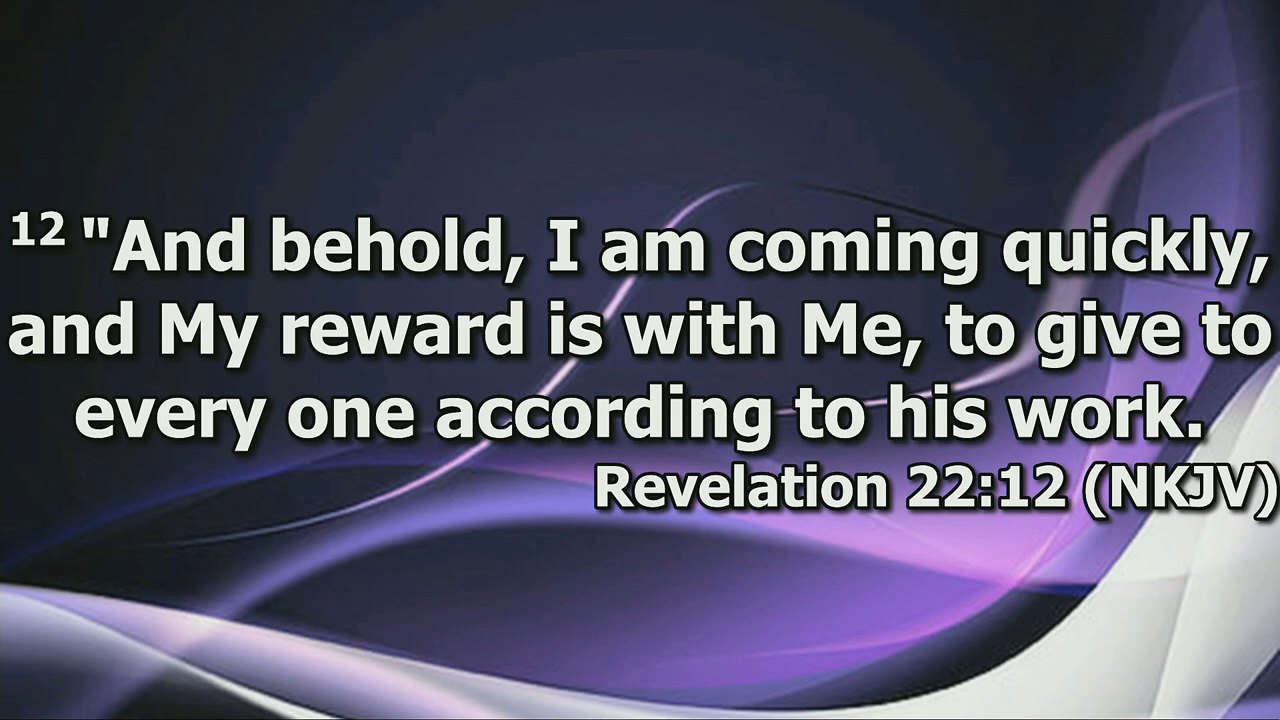 12 "And behold, I am coming quickly,
and My reward is with Me, to give to
every one according to his work.
Revelation 22:12 (NKJV)